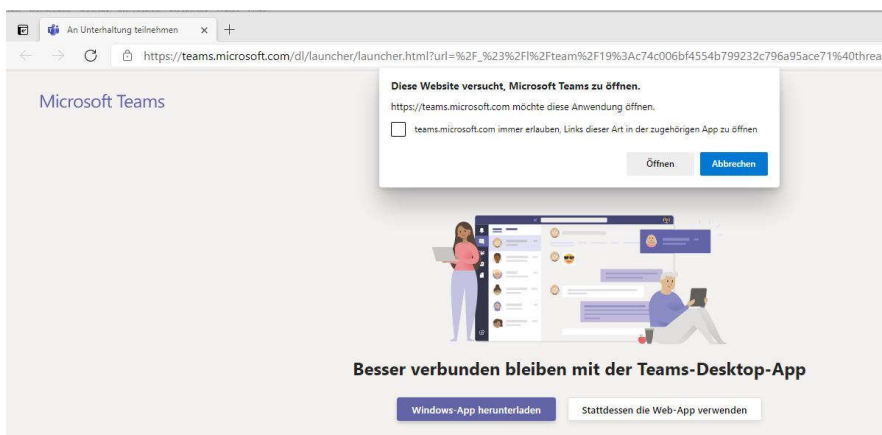 An Unterhaltung teilnehmen
https://teams.microsoft.com/dl/launcher/launcher.html?url=%2F_%23%2Fl%2Fteam%2F19%3Ac74c006bf4554b799232c796a95ace71%40threa
Microsoft Teams
Diese Website versucht, Microsoft Teams zu öffnen.
https://teams.microsoft.com möchte diese Anwendung öffnen.
teams.microsoft.com immer erlauben, Links dieser Art in der zugehörigen App zu öffnen
Öffnen Abbrechen
Besser verbunden bleiben mit der Teams-Desktop-App
Windows-App herunterladen Stattdessen die Web-App verwenden